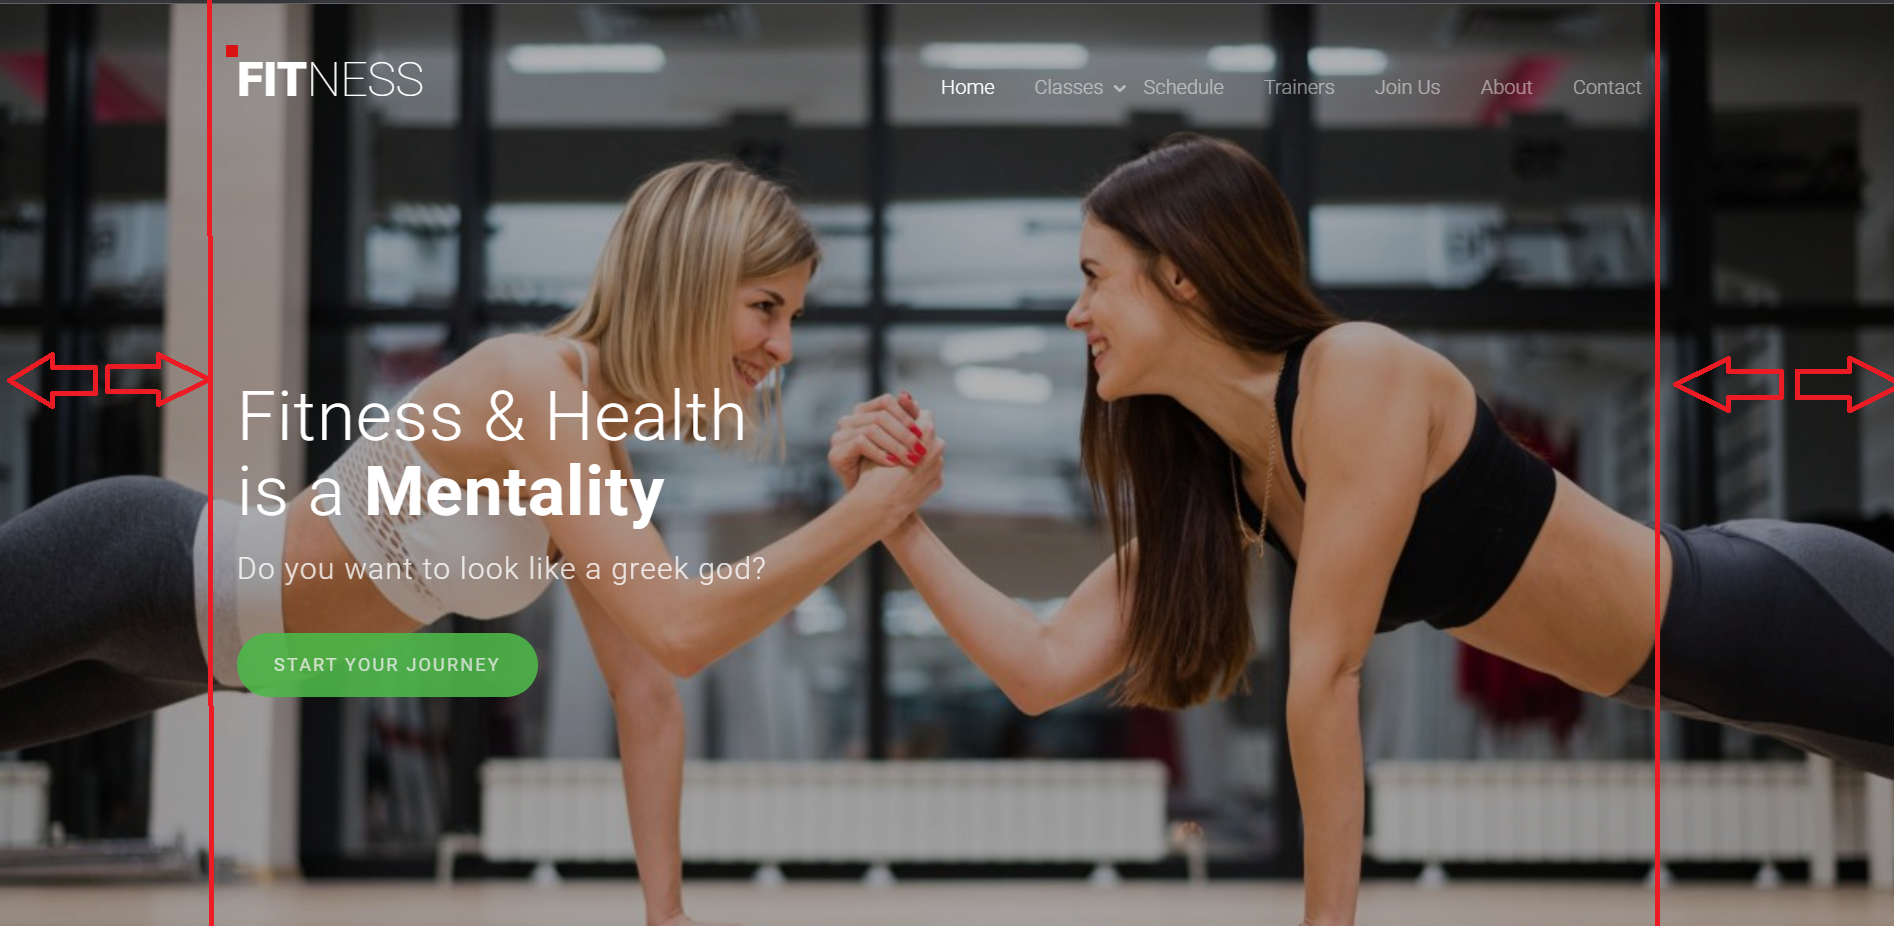 FITNESS
Home Classes Schedule Trainers Join Us About Contact
Fitness & Health
is a Mentality
Do you want to look like a greek god?
START YOUR JOURNEY